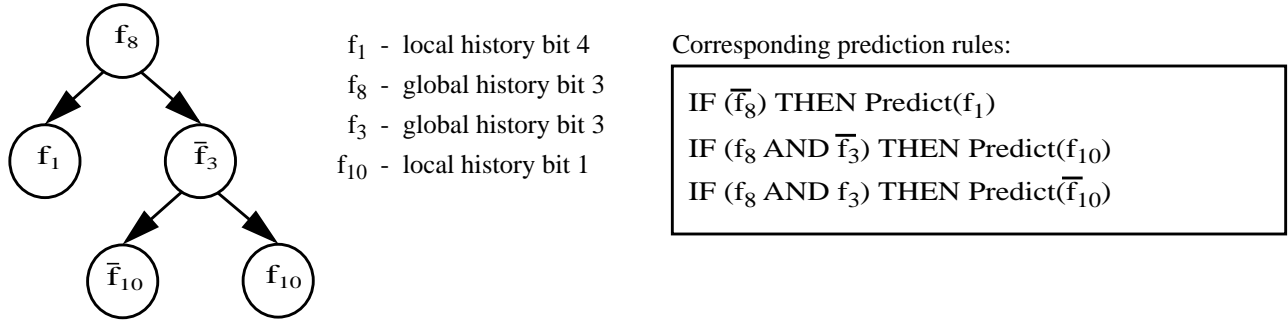 f₈
f₁
f̅₃
f̅₁₀
f₁₀
f₁ - local history bit 4
f₈ - global history bit 3
f₃ - global history bit 3
f₁₀ - local history bit 1
Corresponding prediction rules:
IF (f̅₈) THEN Predict(f₁)
IF (f₈ AND f̅₃) THEN Predict(f₁₀)
IF (f₈ AND f₃) THEN Predict(f̅₁₀)